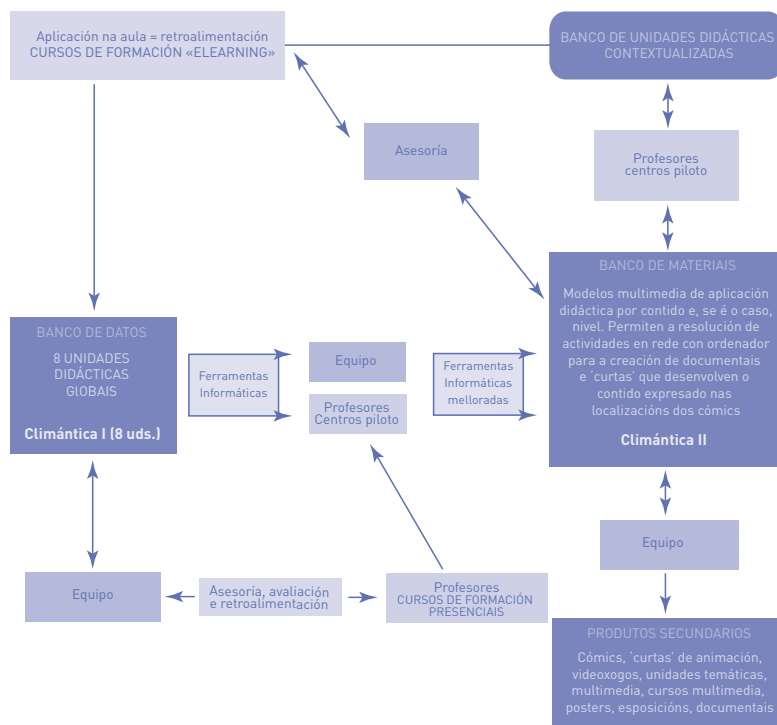 Aplicación na aula = retroalimentación
CURSOS DE FORMACIÓN «ELEARNING»
BANCO DE UNIDADES DIDÁCTICAS
CONTEXTUALIZADAS
Asesoría
Profesores
centros piloto
BANCO DE MATERIAIS
Modelos multimedia de aplicación
didáctica por contido e, se é o caso,
nivel. Permiten a resolución de
actividades en rede con ordenador
para a creación de documentais
e ‘curtas’ que desenvolven o
contido expresado nas
localizacións dos cómics
Climántica II
BANCO DE DATOS
8 UNIDADES
DIDÁCTICAS
GLOBAIS
Climántica I (8 uds.)
Ferramentas
Informáticas
Equipo
Profesores
Centros piloto
Ferramentas
Informáticas
melloradas
Equipo
Equipo
Asesoría, avaliación
e retroalimentación
Profesores
CURSOS DE FORMACIÓN
PRESENCIAIS
PRODUTOS SECUNDARIOS
Cómics, ‘curtas’ de animación,
videoxogos, unidades temáticas,
multimedia, cursos multimedia,
posters, esposicións, documentais